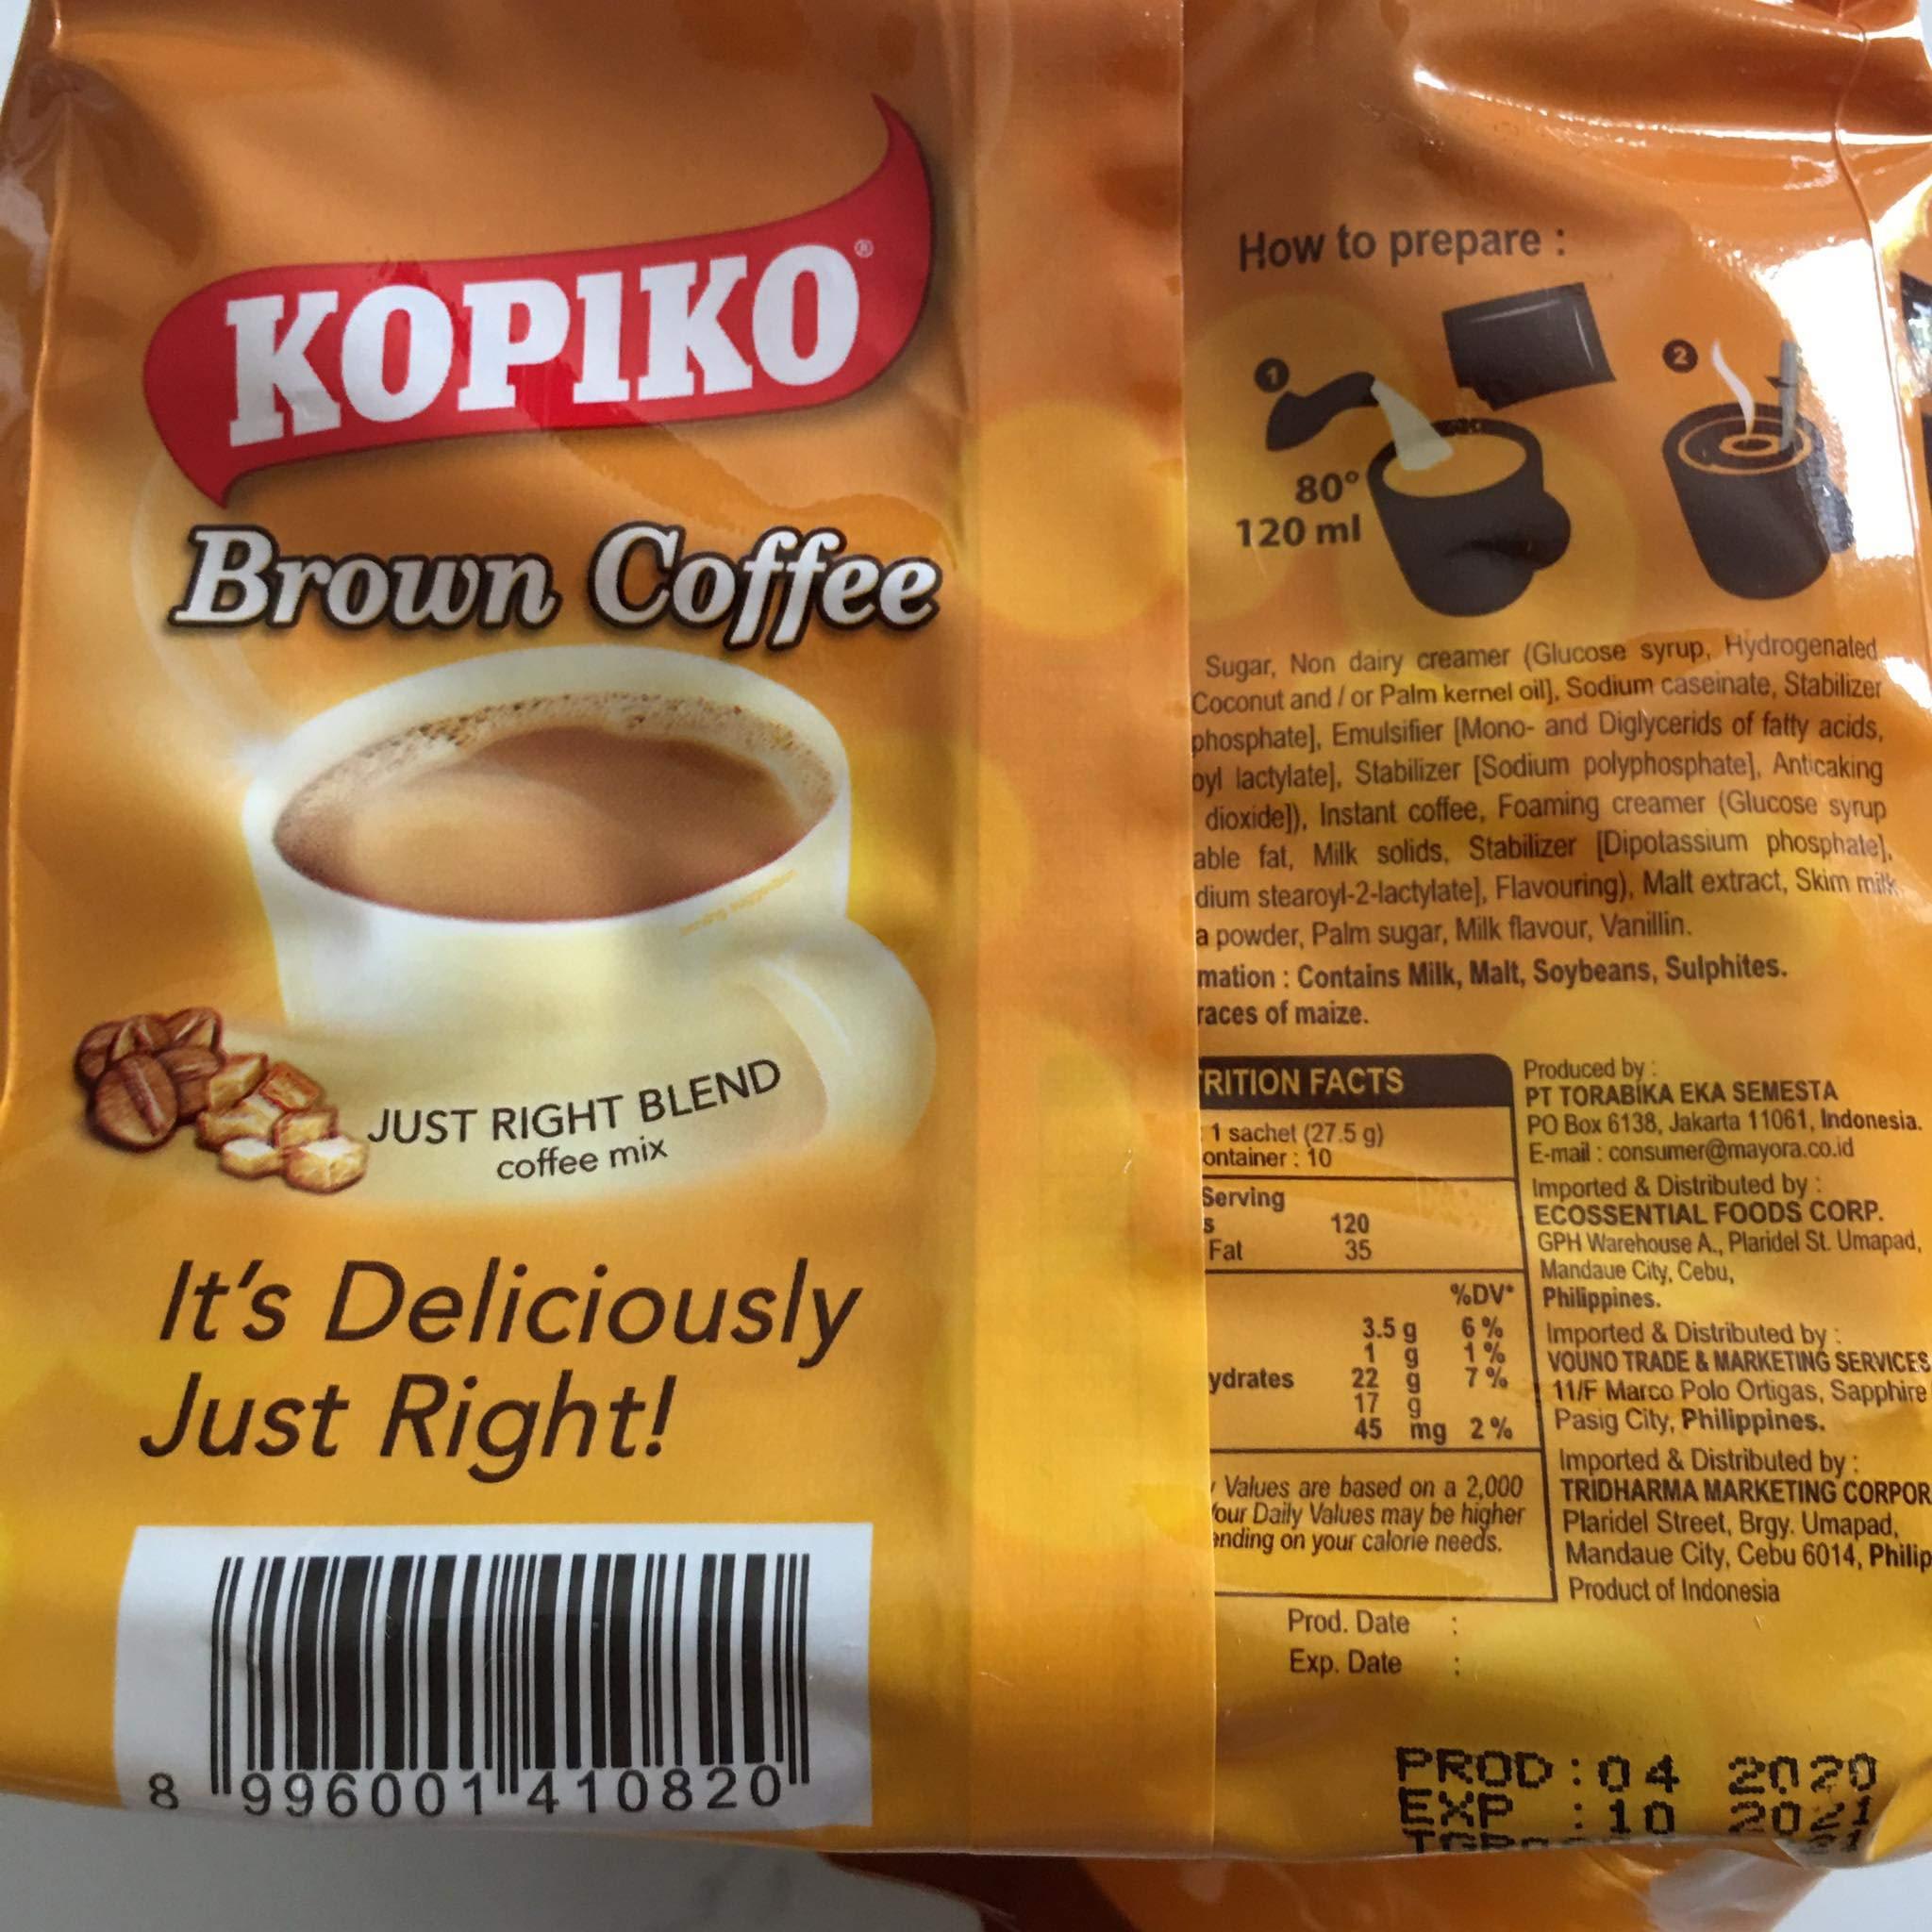 KOPIKO®
Brown Coffee
JUST RIGHT BLEND
coffee mix
It's Deliciously
Just Right!
8 996001 410820
How to prepare :
1
2
80°
120 ml
Sugar, Non dairy creamer (Glucose syrup, Hydrogenated
Coconut and / or Palm kernel oil], Sodium caseinate, Stabilizer
phosphate], Emulsifier [Mono- and Diglycerids of fatty acids,
oyl lactylate], Stabilizer [Sodium polyphosphate], Anticaking
dioxide]), Instant coffee, Foaming creamer (Glucose syrup
able fat, Milk solids, Stabilizer [Dipotassium phosphate],
dium stearoyl-2-lactylate], Flavouring), Malt extract, Skim milk
a powder, Palm sugar, Milk flavour, Vanillin.
mation : Contains Milk, Malt, Soybeans, Sulphites.
races of maize.
RITION FACTS
1 sachet (27.5 g)
ontainer : 10
Serving
s 120
Fat 35
%DV*
3.5 g 6 %
1 g 1 %
ydrates 22 g 7 %
17 g
45 mg 2 %
Values are based on a 2,000
our Daily Values may be higher
ending on your calorie needs.
Produced by :
PT TORABIKA EKA SEMESTA
PO Box 6138, Jakarta 11061, Indonesia.
E-mail : consumer@mayora.co.id
Imported & Distributed by :
ECOSSENTIAL FOODS CORP.
GPH Warehouse A., Plaridel St. Umapad,
Mandaue City, Cebu,
Philippines.
Imported & Distributed by :
VOUNO TRADE & MARKETING SERVICES
11/F Marco Polo Ortigas, Sapphire
Pasig City, Philippines.
Imported & Distributed by :
TRIDHARMA MARKETING CORPOR
Plaridel Street, Brgy. Umapad,
Mandaue City, Cebu 6014, Philip
Product of Indonesia
Prod. Date :
Exp. Date :
PROD : 04 2020
EXP : 10 2021